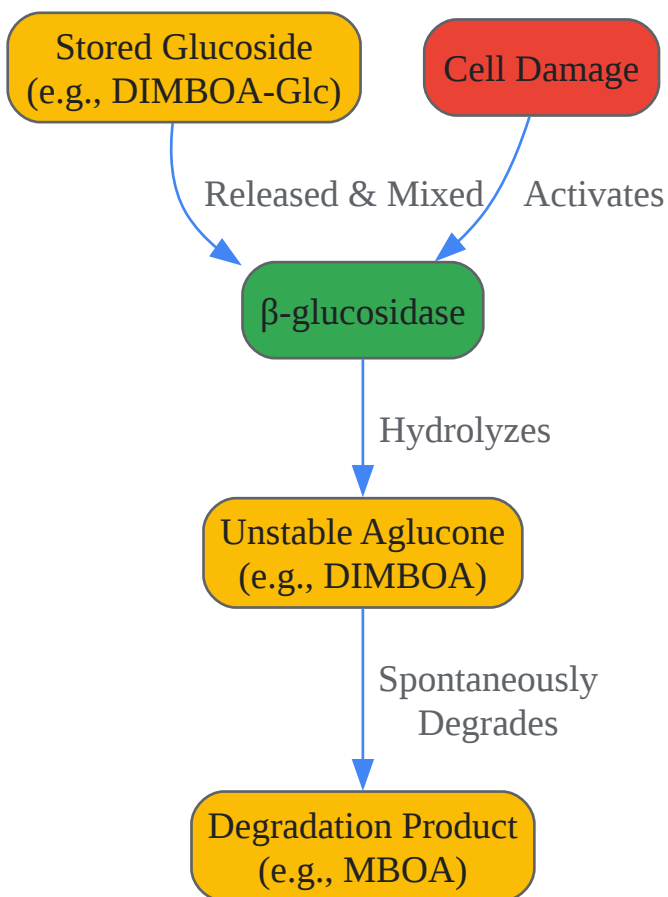 Stored Glucoside
(e.g., DIMBOA-Glc)
Cell Damage
Released & Mixed
Activates
β-glucosidase
Hydrolyzes
Unstable Aglucone
(e.g., DIMBOA)
Spontaneously
Degrades
Degradation Product
(e.g., MBOA)